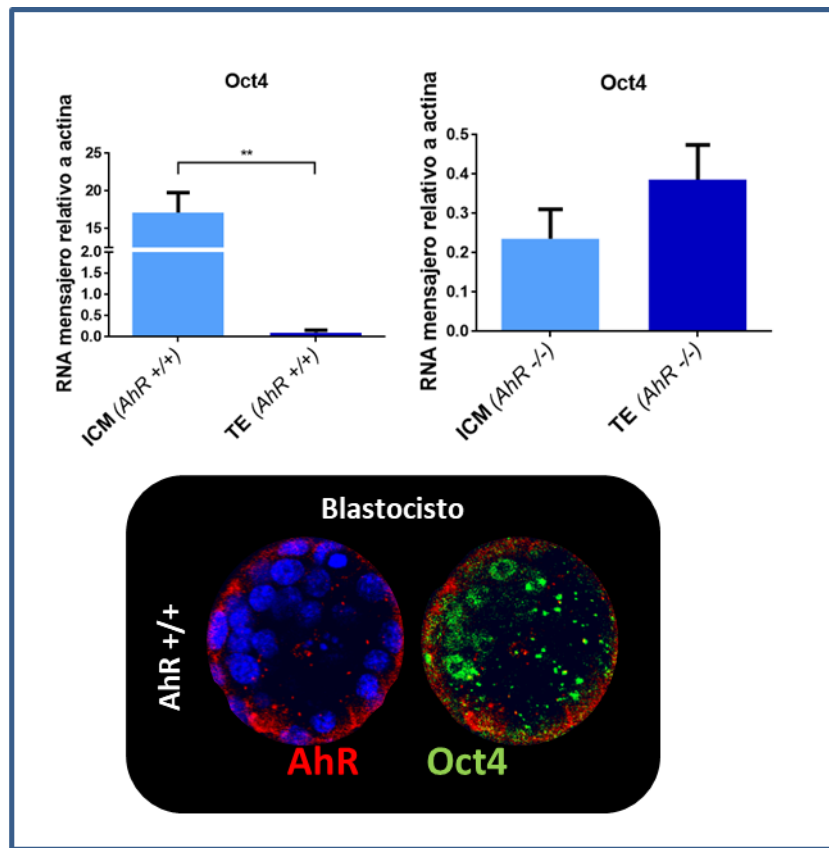 Oct4
RNA mensajero relativo a actina
25
20
15
2.0
1.5
1.0
0.5
0.0
**
ICM (AhR +/+)
TE (AhR +/+)
Oct4
RNA mensajero relativo a actina
0.5
0.4
0.3
0.2
0.1
0.0
ICM (AhR -/-)
TE (AhR -/-)
Blastocisto
AhR +/+
AhR
Oct4